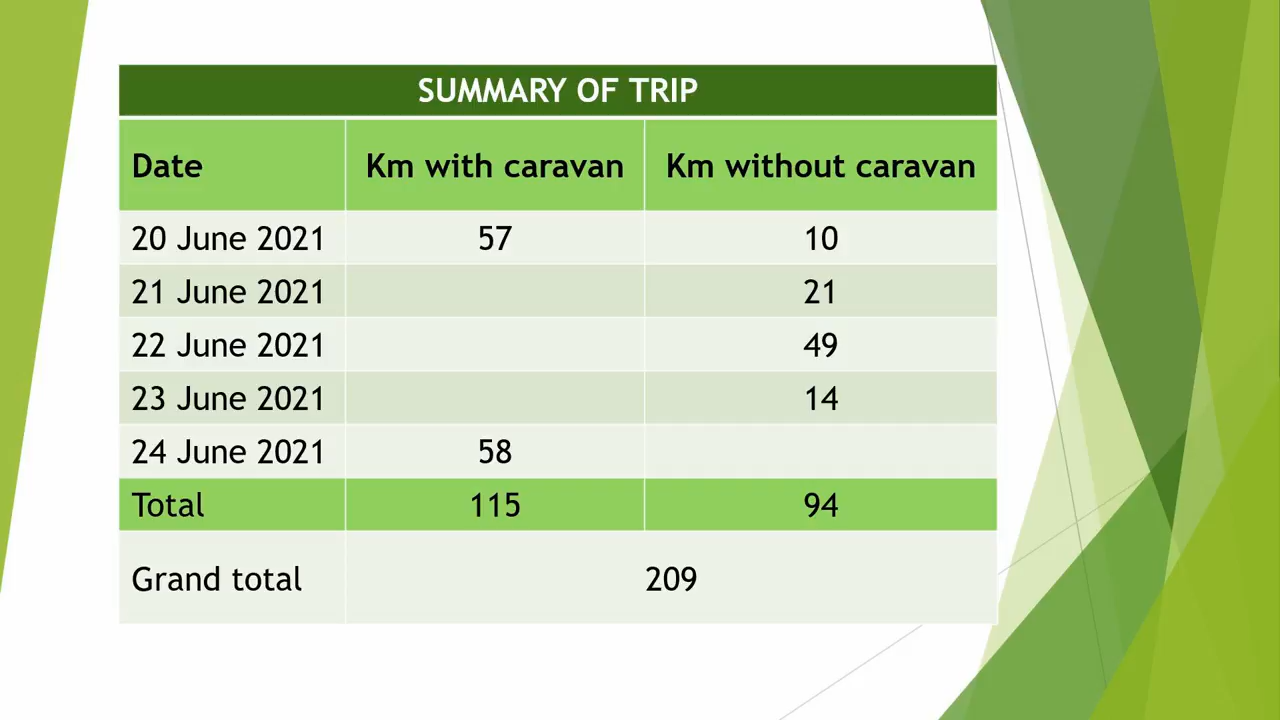 SUMMARY OF TRIP
Date Km with caravan Km without caravan
20 June 2021 57 10
21 June 2021 21
22 June 2021 49
23 June 2021 14
24 June 2021 58
Total 115 94
Grand total 209